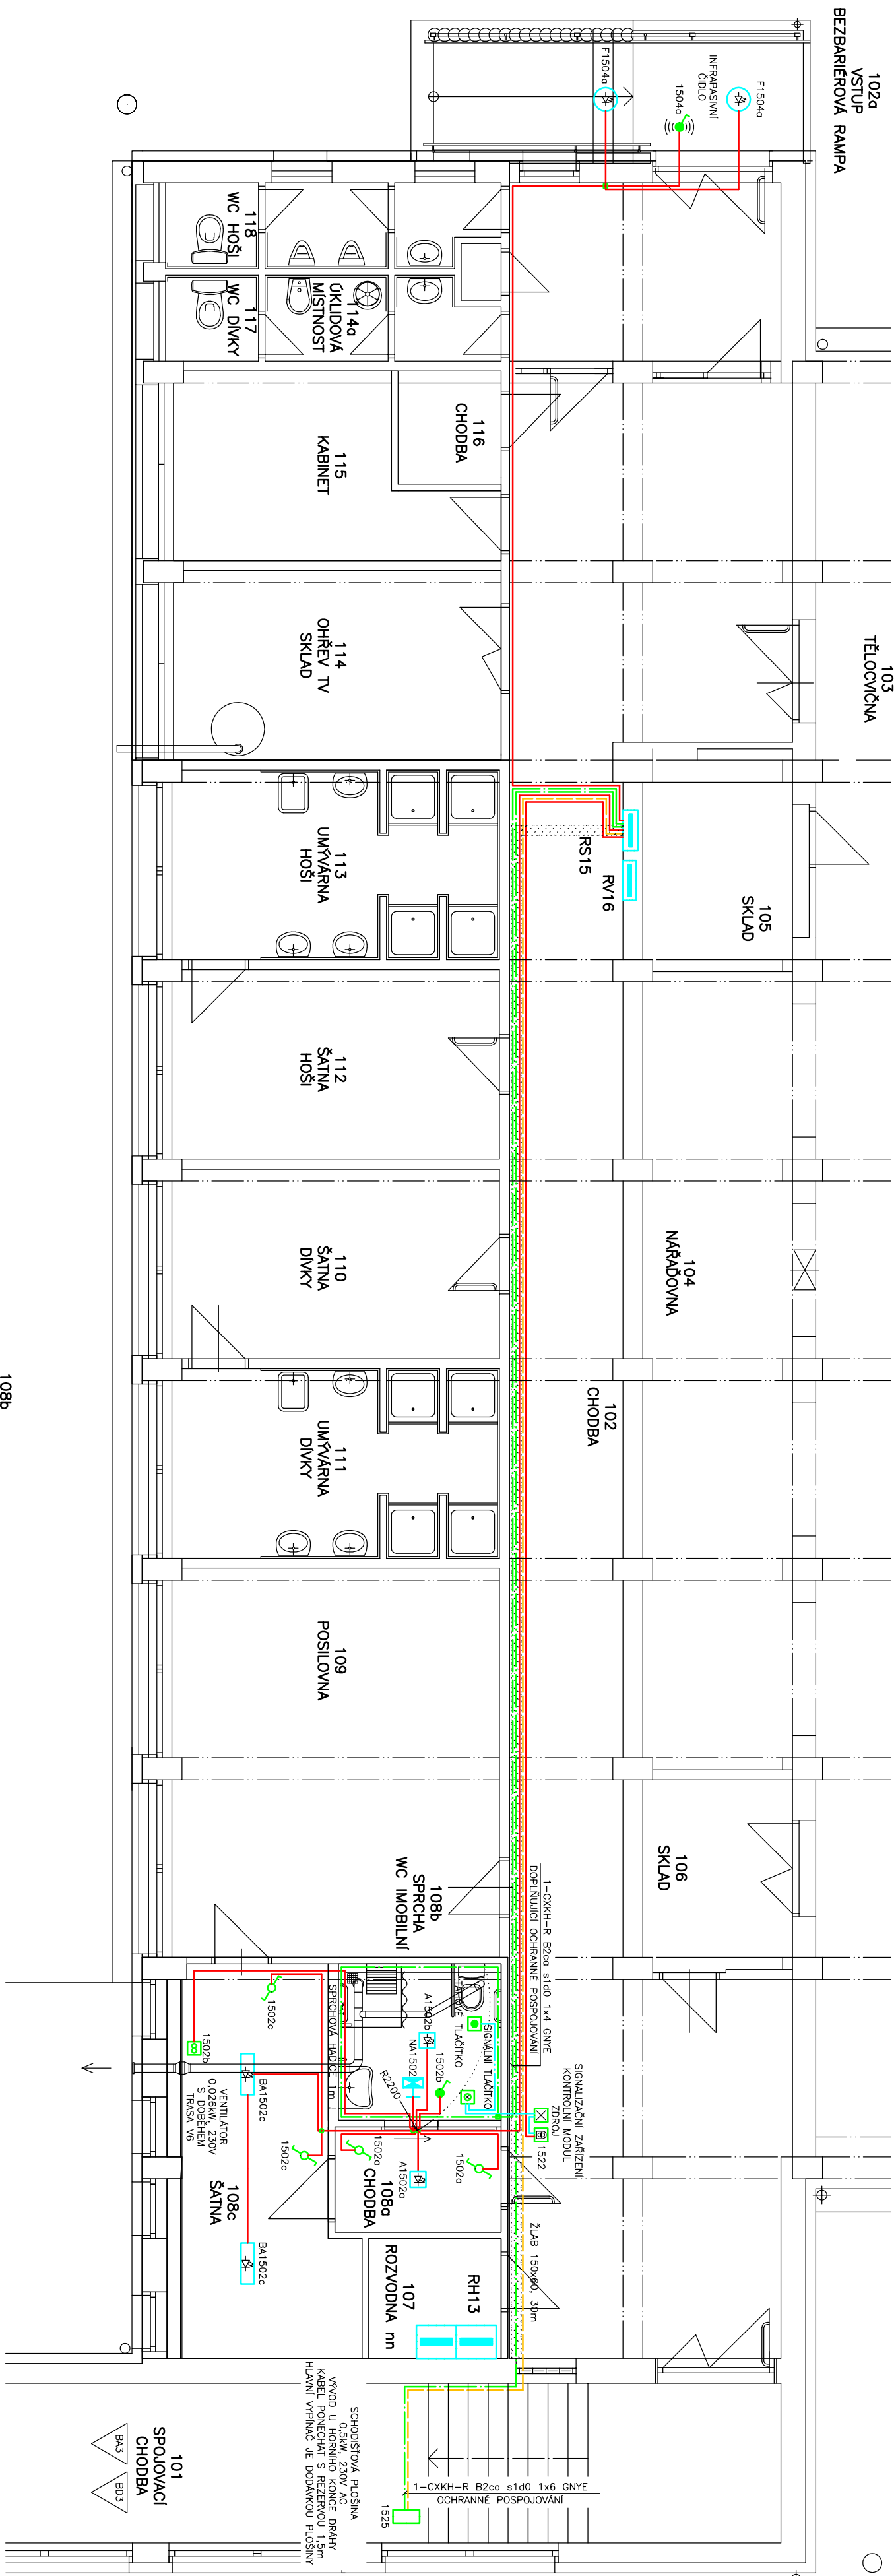 102a
VSTUP
BEZBARIÉROVÁ RAMPA
F1504a
INFRAPASIVNÍ
ČIDLO
1504a
F1504a
118
WC HOŠI
117
WC DÍVKY
114a
ÚKLIDOVÁ
MÍSTNOST
116
CHODBA
115
KABINET
114
OHŘEV TV
SKLAD
103
TĚLOCVIČNA
113
UMÝVÁRNA
HOŠI
RS15
RV16
105
SKLAD
112
ŠATNA
HOŠI
110
ŠATNA
DÍVKY
104
NÁŘAĎOVNA
102
CHODBA
111
UMÝVÁRNA
DÍVKY
108b
109
POSILOVNA
106
SKLAD
108b
SPRCHA
WC IMOBILNÍ
1-CXKH-R B2ca s1d0 1x4 GNYE
DOPLŇUJÍCÍ OCHRANNÉ POSPOJOVÁNÍ
SIGNALIZAČNÍ ZAŘÍZENÍ
KONTROLNÍ MODUL
ZDROJ
1522
SIGNÁLNÍ TLAČÍTKO
TAHOVÉ TLAČÍTKO
A1502b
1502b
NA1502
R2200
SPRCHOVÁ HADICE 1m
1502c
1502b
BA1502c
VENTILÁTOR
0,026kW, 230V
S DOBĚHEM
TRASA V6
1502c
1502a
1502a
A1502a
108a
CHODBA
108c
ŠATNA
BA1502c
ŽLAB 150x60, 30m
RH13
107
ROZVODNA nn
SCHODIŠŤOVÁ PLOŠINA
0,5kW, 230V AC
VÝVOD U HORNÍHO KONCE DRÁHY
KABEL PONECHAT S REZERVOU 1,5m
HLAVNÍ VYPÍNAČ JE DODÁVKOU PLOŠINY
1-CXKH-R B2ca s1d0 1x6 GNYE
OCHRANNÉ POSPOJOVÁNÍ
1525
101
SPOJOVACÍ
CHODBA
BA3
BD3